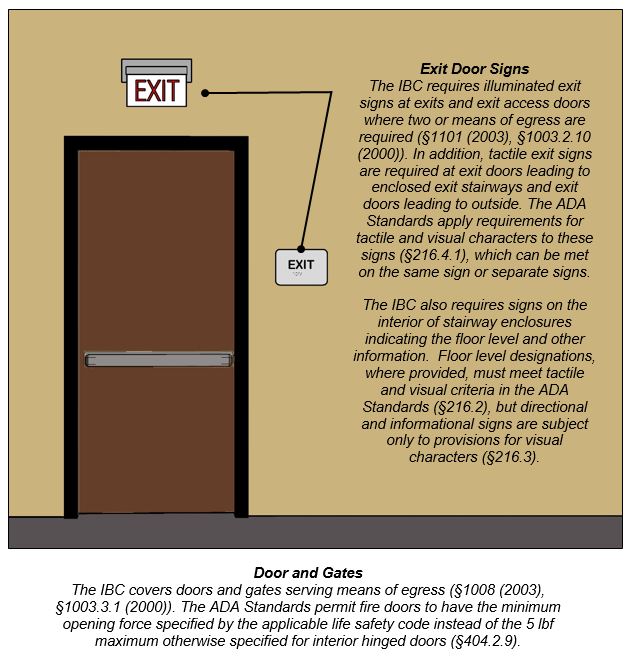 EXIT
EXIT
Exit Door Signs
The IBC requires illuminated exit
signs at exits and exit access doors
where two or means of egress are
required (§1101 (2003), §1003.2.10
(2000)). In addition, tactile exit signs
are required at exit doors leading to
enclosed exit stairways and exit
doors leading to outside. The ADA
Standards apply requirements for
tactile and visual characters to these
signs (§216.4.1), which can be met
on the same sign or separate signs.
The IBC also requires signs on the
interior of stairway enclosures
indicating the floor level and other
information. Floor level designations,
where provided, must meet tactile
and visual criteria in the ADA
Standards (§216.2), but directional
and informational signs are subject
only to provisions for visual
characters (§216.3).
Door and Gates
The IBC covers doors and gates serving means of egress (§1008 (2003),
§1003.3.1 (2000)). The ADA Standards permit fire doors to have the minimum
opening force specified by the applicable life safety code instead of the 5 lbf
maximum otherwise specified for interior hinged doors (§404.2.9).